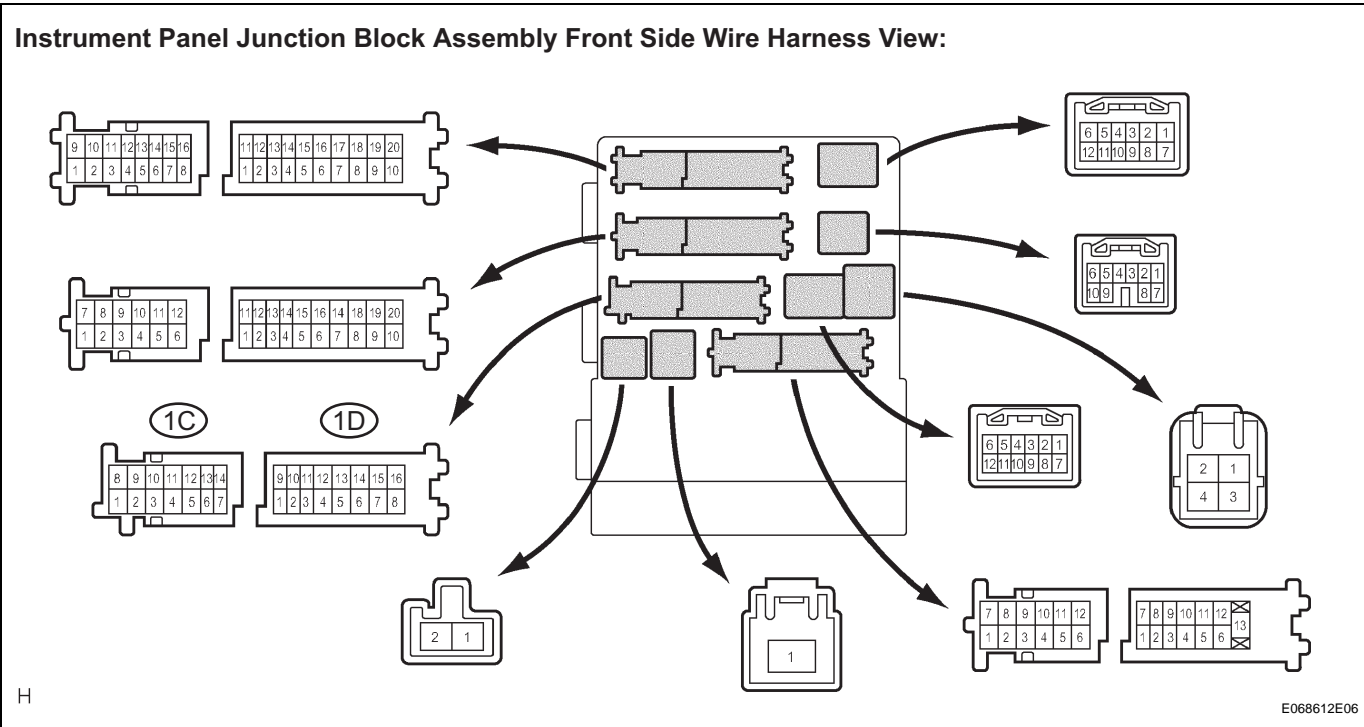 Instrument Panel Junction Block Assembly Front Side Wire Harness View:
9 10 11 12 13 14 15 16
1 2 3 4 5 6 7 8
11 12 13 14 15 16 17 18 19 20
1 2 3 4 5 6 7 8 9 10
6 5 4 3 2 1
12 11 10 9 8 7
7 8 9 10 11 12
1 2 3 4 5 6
11 12 13 14 15 16 14 18 19 20
1 2 3 4 5 6 7 8 9 10
6 5 4 3 2 1
10 9 8 7
1C
1D
8 9 10 11 12 13 14
1 2 3 4 5 6 7
9 10 11 12 13 14 15 16
1 2 3 4 5 6 7 8
6 5 4 3 2 1
12 11 10 9 8 7
2 1
4 3
2 1
1
7 8 9 10 11 12
1 2 3 4 5 6
7 8 9 10 11 12
13
1 2 3 4 5 6
H
E068612E06